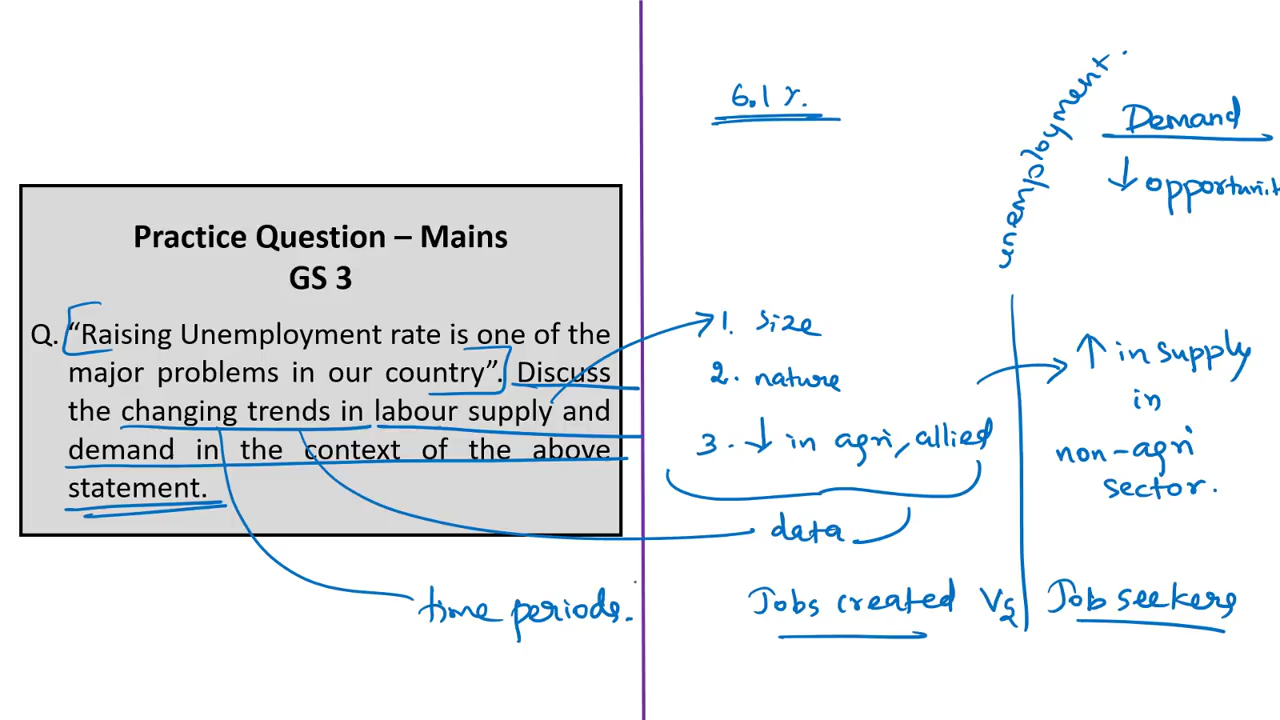 Practice Question – Mains
GS 3
Q. “Raising Unemployment rate is one of the
major problems in our country”. Discuss
the changing trends in labour supply and
demand in the context of the above
statement.
time periods.
6.1 %.
1. size
2. nature
3. ↓ in agri, allied
data
Jobs created Vs Job seekers
unemployment.
Demand
↓ opportunit
↑ in supply
in
non-agri
sector.